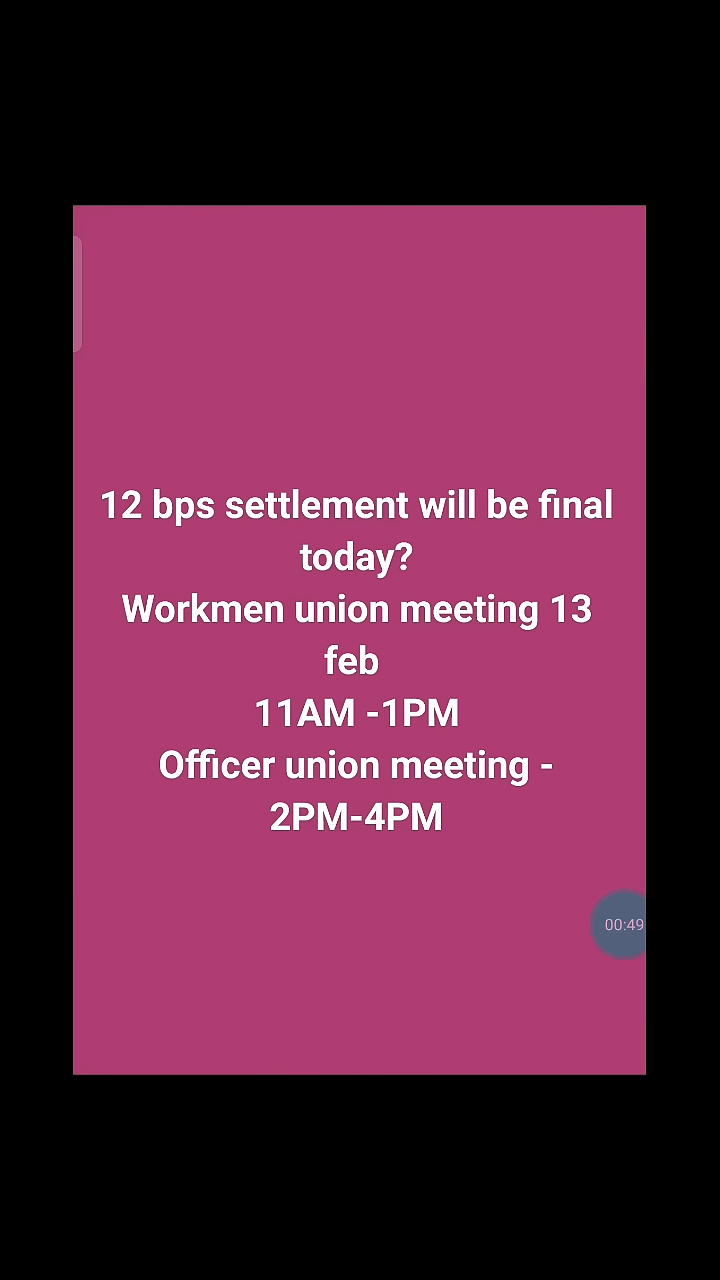 12 bps settlement will be final
today?
Workmen union meeting 13
feb
11AM -1PM
Officer union meeting -
2PM-4PM
00:49